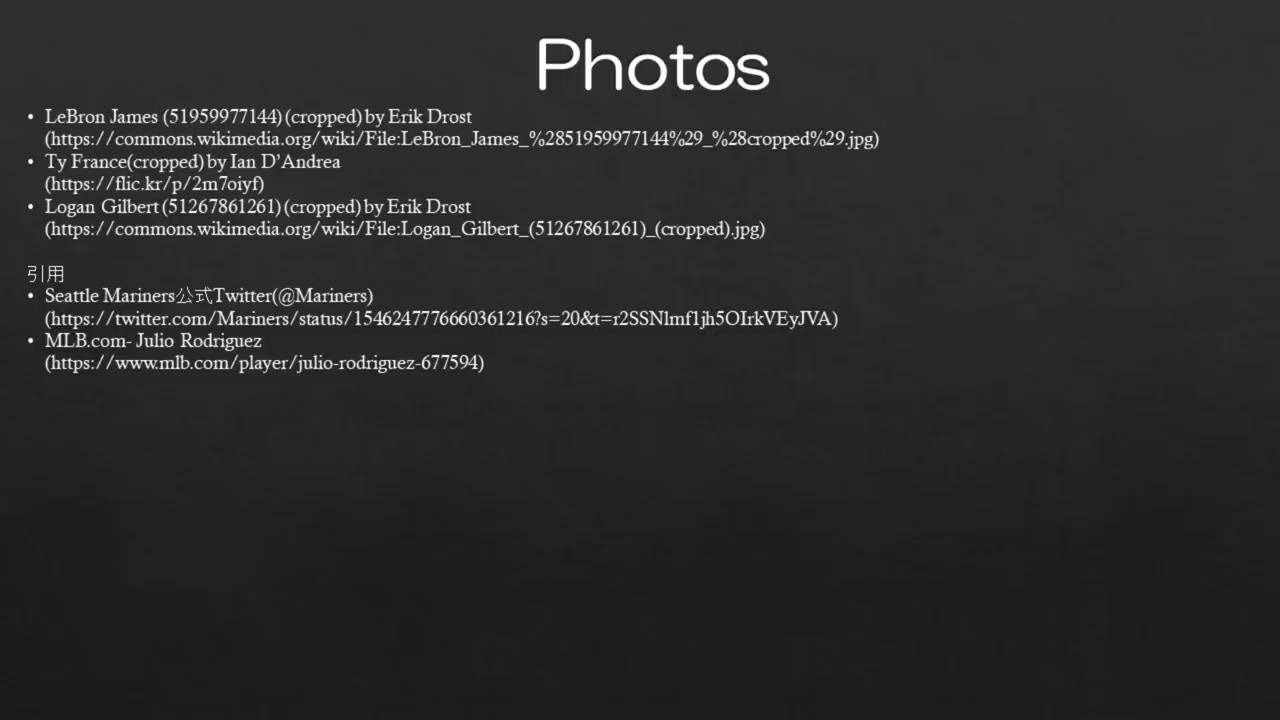 Photos
• LeBron James (51959977144) (cropped) by Erik Drost
(https://commons.wikimedia.org/wiki/File:LeBron_James_%2851959977144%29_%28cropped%29.jpg)
• Ty France(cropped) by Ian D’Andrea
(https://flic.kr/p/2m7oiyf)
• Logan Gilbert (51267861261) (cropped) by Erik Drost
(https://commons.wikimedia.org/wiki/File:Logan_Gilbert_(51267861261)_(cropped).jpg)
引用
• Seattle Mariners公式Twitter(@Mariners)
(https://twitter.com/Mariners/status/1546247776660361216?s=20&t=r2SSNlmf1jh5OIrkVEyJVA)
• MLB.com- Julio Rodriguez
(https://www.mlb.com/player/julio-rodriguez-677594)